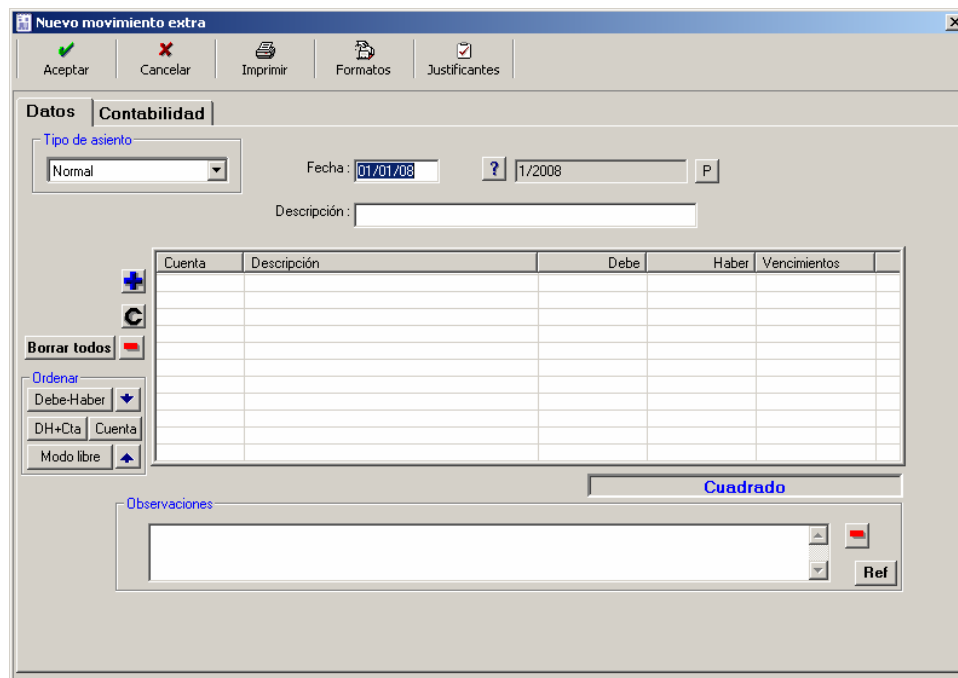 Nuevo movimiento extra
Aceptar Cancelar Imprimir Formatos Justificantes
Datos Contabilidad
Tipo de asiento
Normal Fecha : 01/01/08 ? 1/2008 P
Descripción :
Cuenta Descripción Debe Haber Vencimientos
C
Borrar todos
Ordenar
Debe-Haber
DH+Cta Cuenta
Modo libre
Cuadrado
Observaciones
Ref